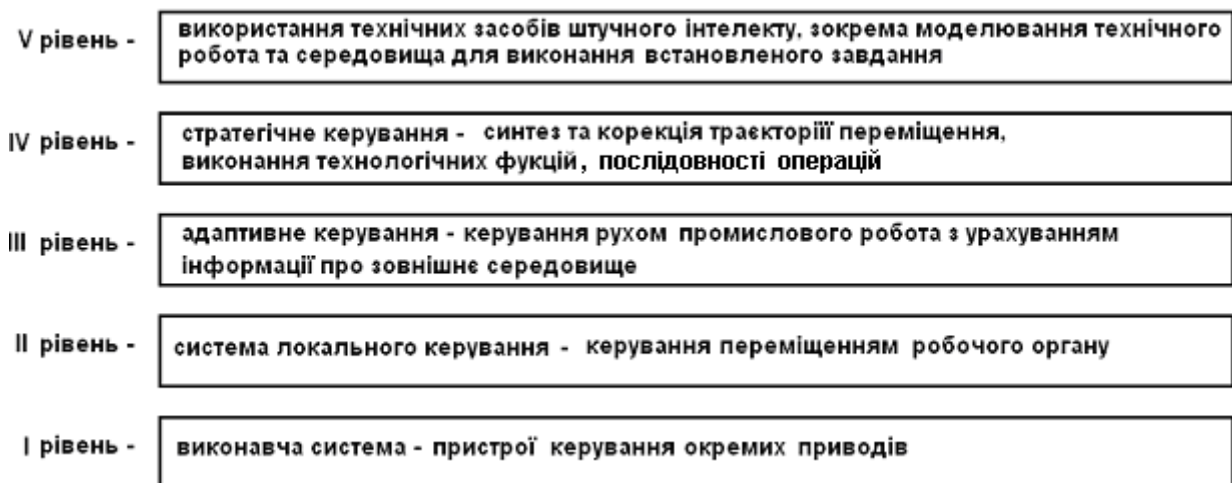 V рівень - використання технічних засобів штучного інтелекту, зокрема моделювання технічного
робота та середовища для виконання встановленого завдання
IV рівень - стратегічне керування - синтез та корекція траєкторіїї переміщення,
виконання технологічних фукцій, послідовності операцій
III рівень - адаптивне керування - керування рухом промислового робота з урахуванням
інформації про зовнішнє середовище
II рівень - система локального керування - керування переміщенням робочого органу
I рівень - виконавча система - пристрої керування окремих приводів